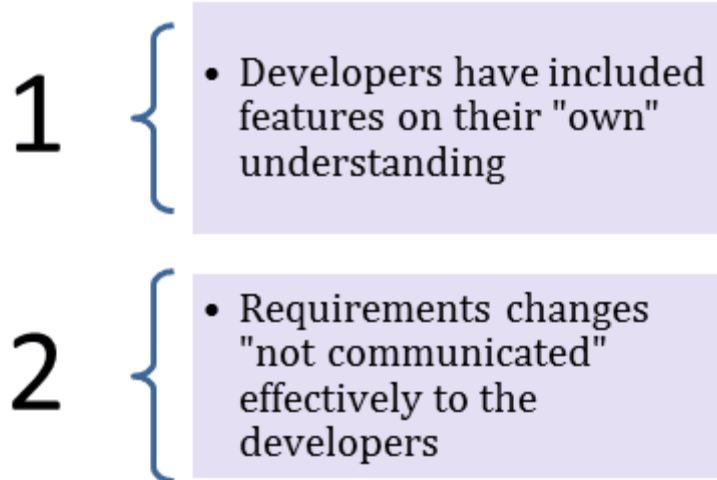 1
• Developers have included
features on their "own"
understanding
2
• Requirements changes
"not communicated"
effectively to the
developers